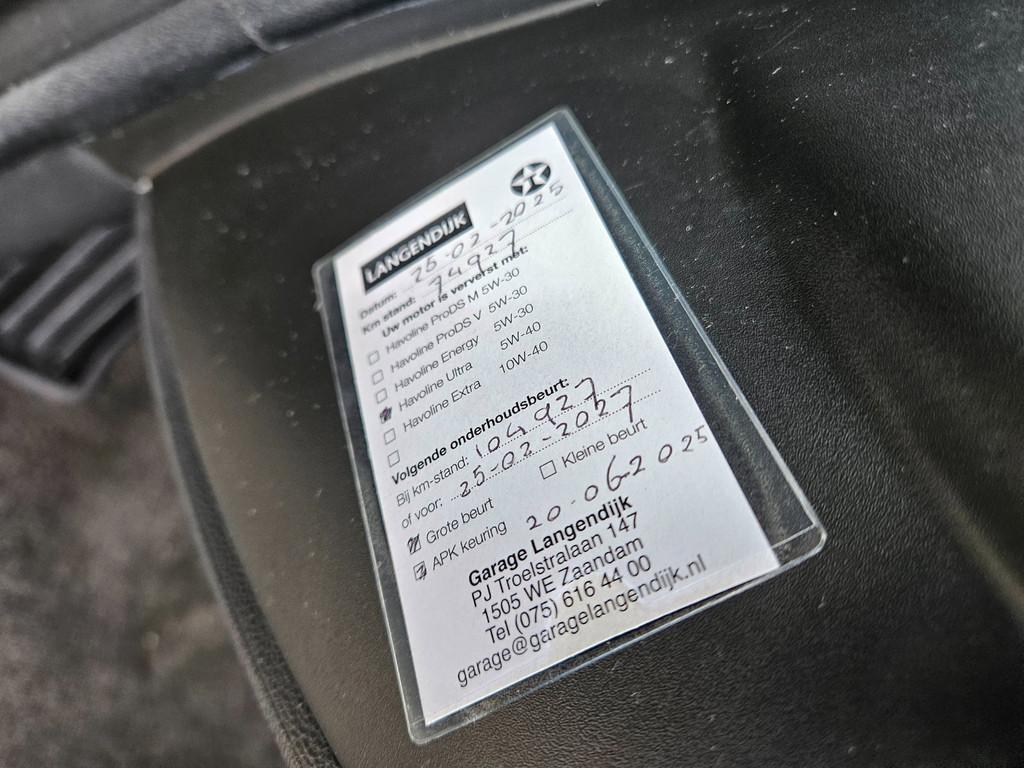 LANGENDIJK
Datum: 25-02-2025
Km stand: 74927
Uw motor is ververst met:
Havoline ProDS M 5W-30
Havoline ProDS V 5W-30
Havoline Energy 5W-30
Havoline Ultra 5W-40
Havoline Extra 10W-40
Volgende onderhoudsbeurt:
Bij km-stand: 104927
of voor: 25-02-2027
Grote beurt Kleine beurt
APK keuring 20-06-2025
Garage Langendijk
PJ Troelstralaan 147
1505 WE Zaandam
Tel (075) 616 44 00
garage@garagelangendijk.nl